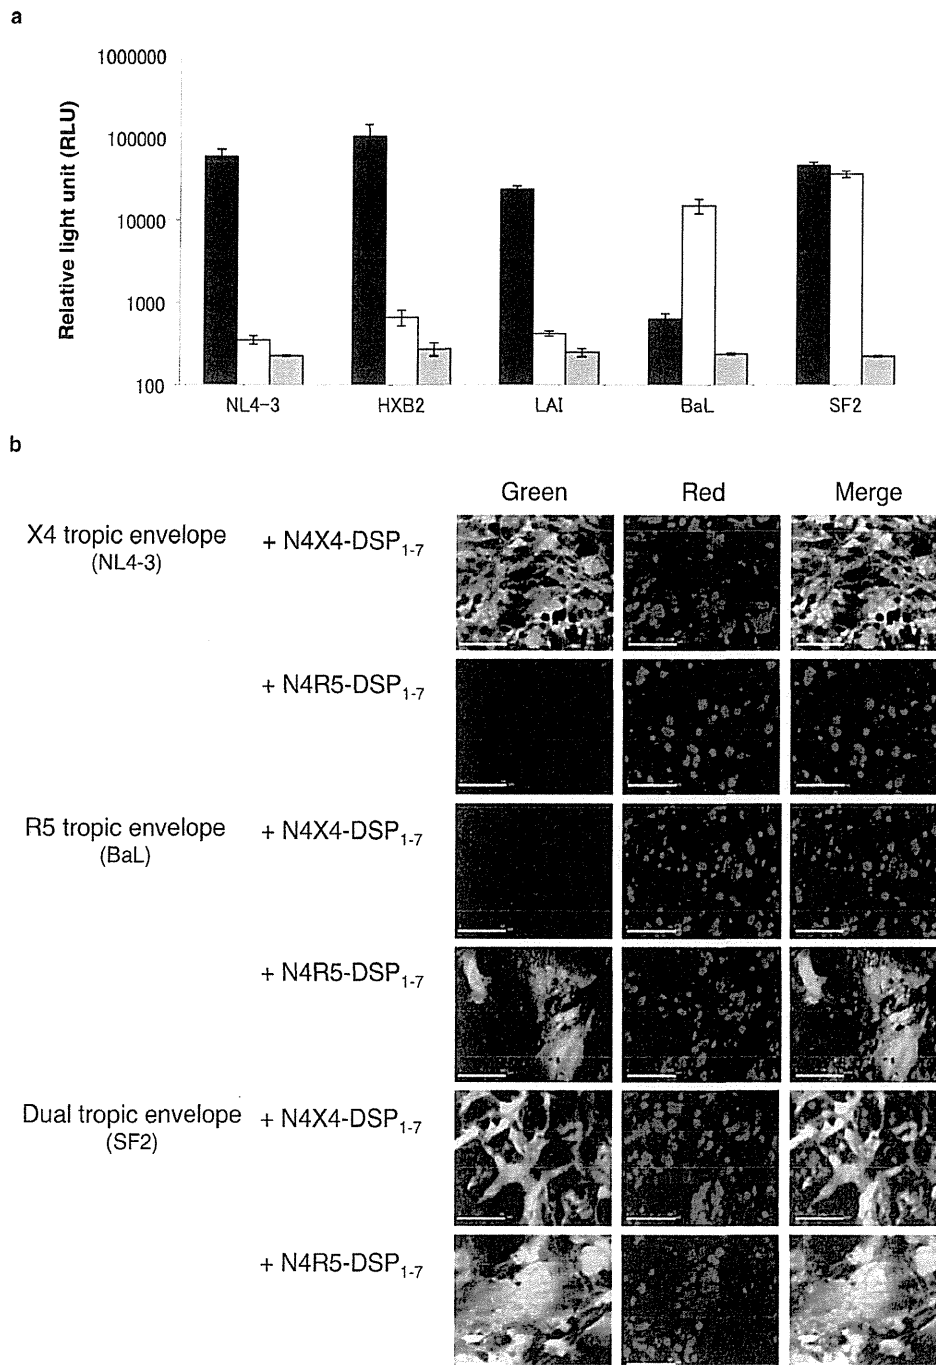 a
Relative light unit (RLU)
1000000
100000
10000
1000
100
NL4-3 HXB2 LAI BaL SF2
b
Green Red Merge
X4 tropic envelope + N4X4-DSP1-7
(NL4-3)
+ N4R5-DSP1-7
R5 tropic envelope + N4X4-DSP1-7
(BaL)
+ N4R5-DSP1-7
Dual tropic envelope + N4X4-DSP1-7
(SF2)
+ N4R5-DSP1-7